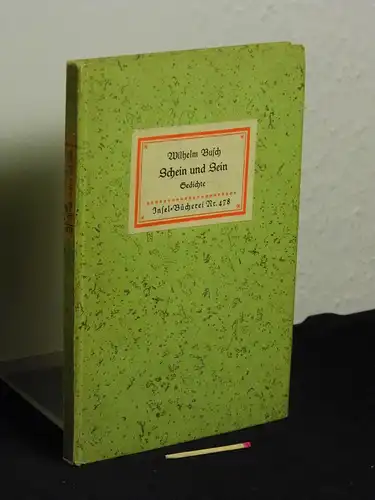 Wilhelm Busch
Schein und Sein
Gedichte
Insel-Bücherei Nr. 478